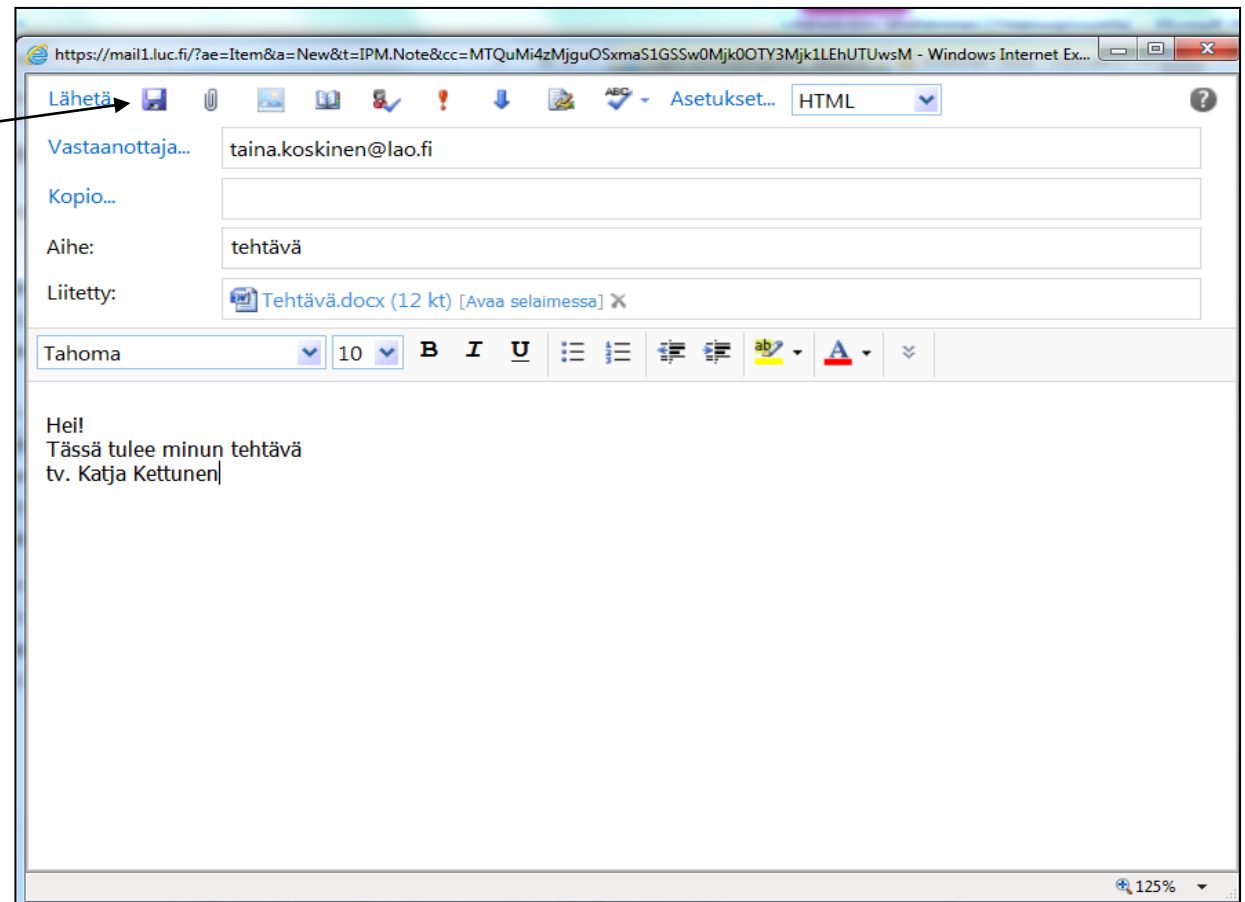 https://mail1.luc.fi/?ae=Item&a=New&t=IPM.Note&cc=MTQuMi4zMjguOSxmaS1GSSw0Mjk0OTY3Mjk1LEhUTUwsM - Windows Internet Ex...
Lähetä ABC Asetukset... HTML
Vastaanottaja... taina.koskinen@lao.fi
Kopio...
Aihe: tehtävä
Liitetty: Tehtävä.docx (12 kt) [Avaa selaimessa]
Tahoma 10 B I U ab A
Hei!
Tässä tulee minun tehtävä
tv. Katja Kettunen
125%